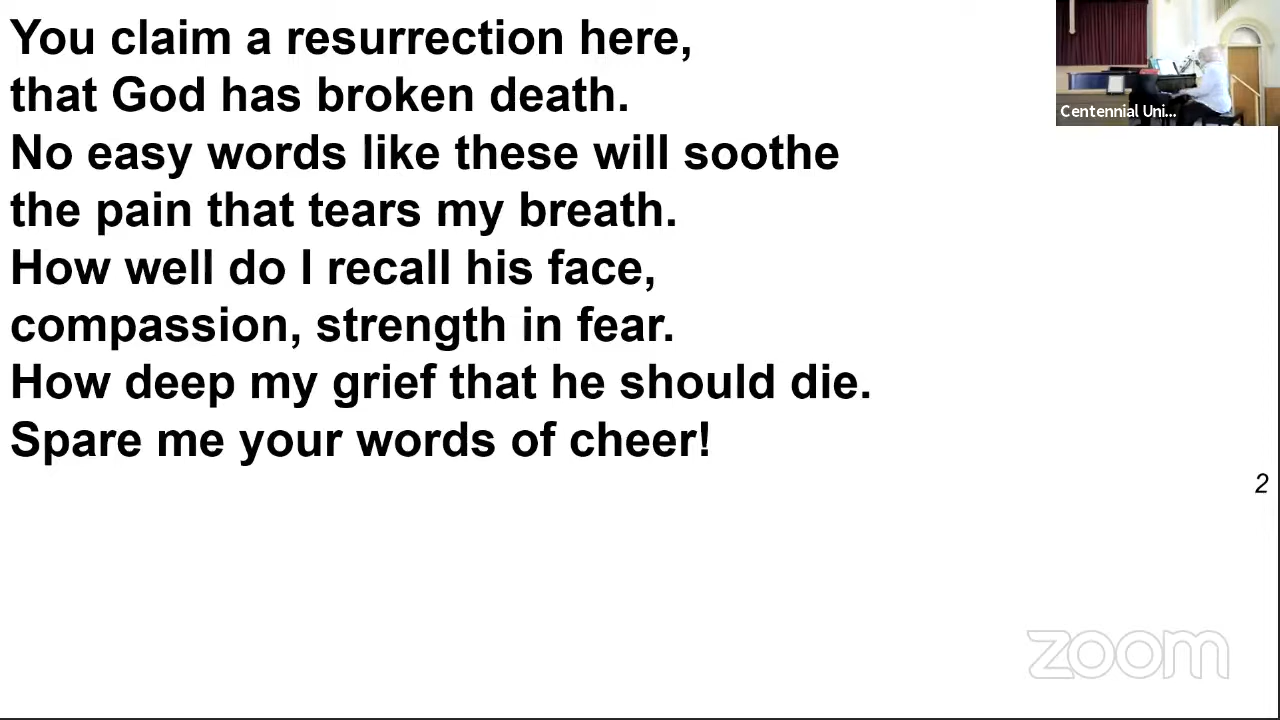 You claim a resurrection here,
that God has broken death.
No easy words like these will soothe
the pain that tears my breath.
How well do I recall his face,
compassion, strength in fear.
How deep my grief that he should die.
Spare me your words of cheer!
2
Centennial Uni...
zoom